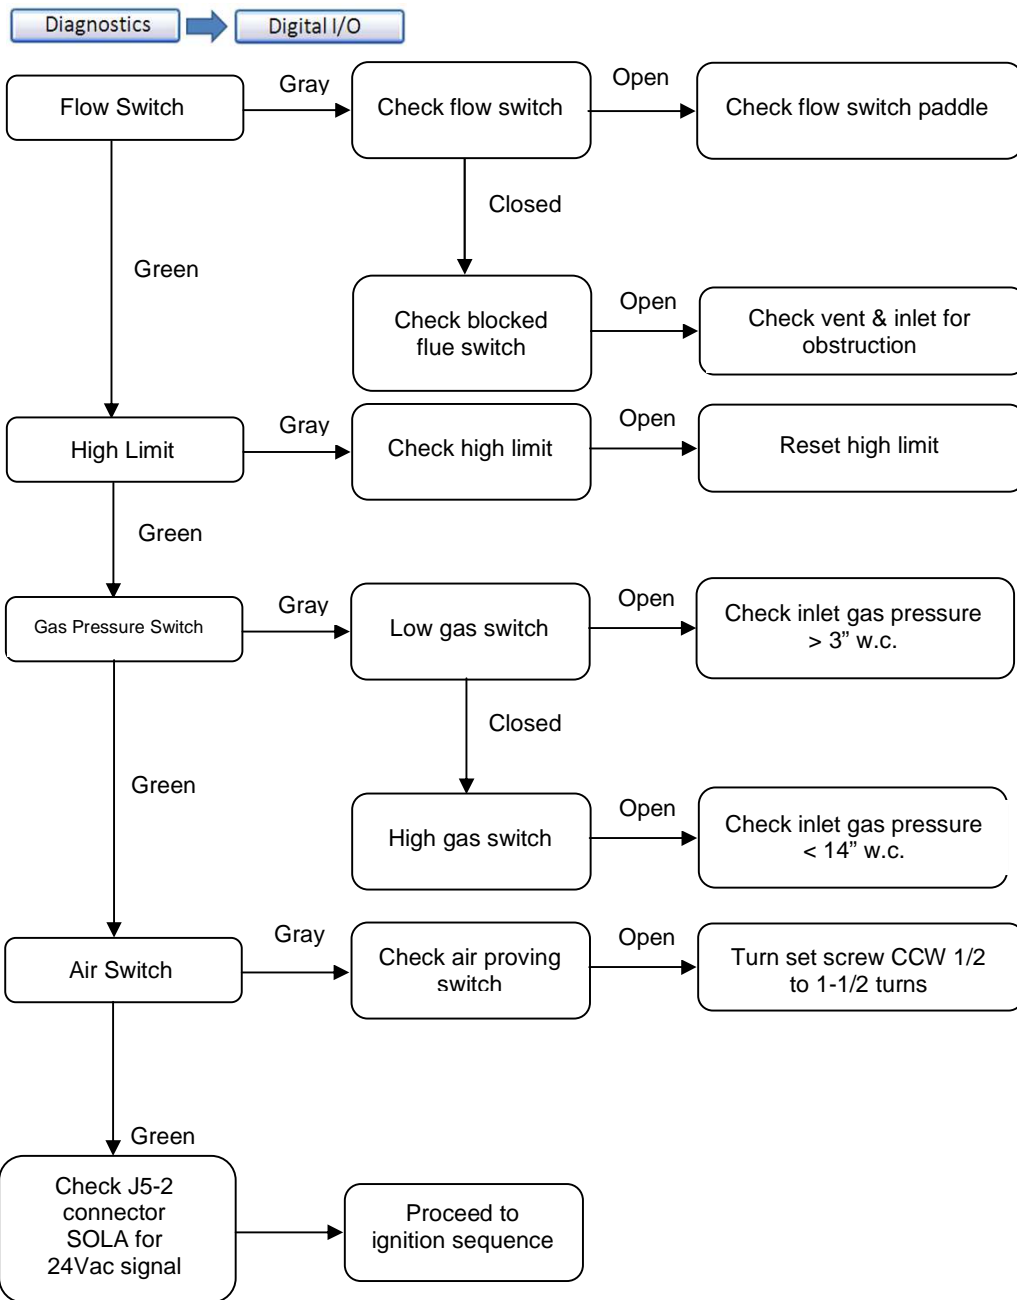 Diagnostics
Digital I/O
Flow Switch
Gray
Check flow switch
Open
Check flow switch paddle
Closed
Green
Check blocked
flue switch
Open
Check vent & inlet for
obstruction
High Limit
Gray
Check high limit
Open
Reset high limit
Green
Gas Pressure Switch
Gray
Low gas switch
Open
Check inlet gas pressure
> 3” w.c.
Closed
Green
High gas switch
Open
Check inlet gas pressure
< 14” w.c.
Air Switch
Gray
Check air proving
switch
Open
Turn set screw CCW 1/2
to 1-1/2 turns
Green
Check J5-2
connector
SOLA for
24Vac signal
Proceed to
ignition sequence